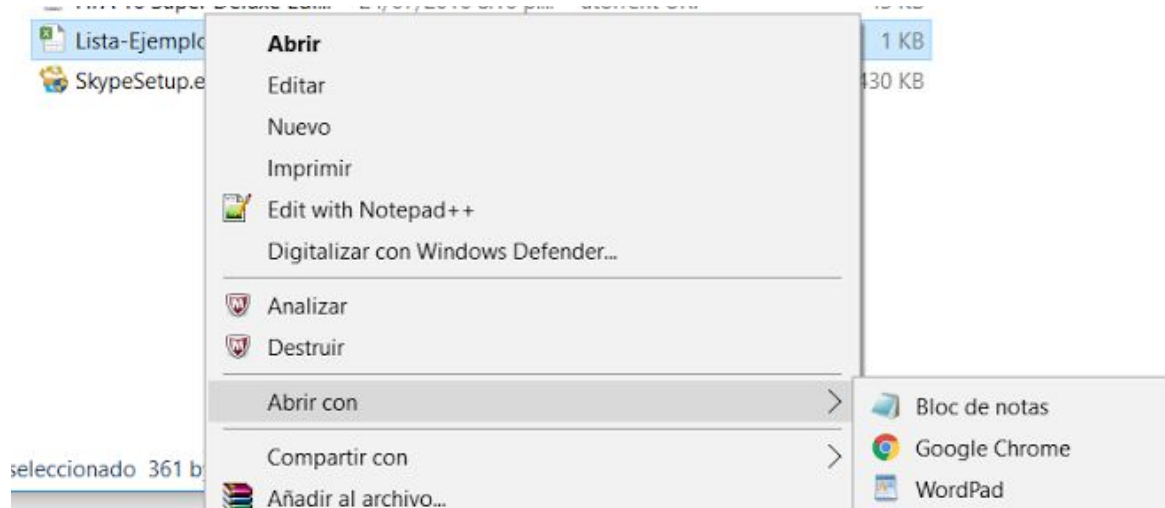 Lista-Ejemplo
1 KB
SkypeSetup.e
430 KB
Abrir
Editar
Nuevo
Imprimir
Edit with Notepad++
Digitalizar con Windows Defender...
Analizar
Destruir
Abrir con
Bloc de notas
Google Chrome
Compartir con
seleccionado 361 b
WordPad
Añadir al archivo...